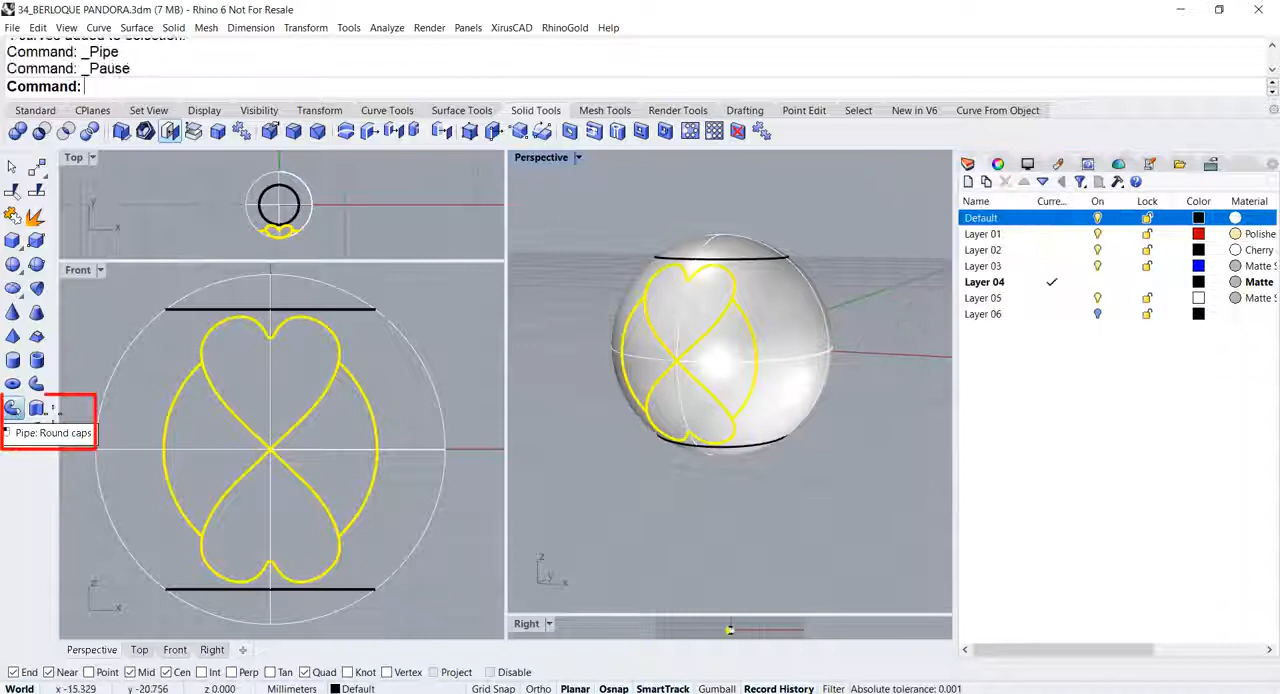 34_BERLOQUE PANDORA.3dm (7 MB) - Rhino 6 Not For Resale
File Edit View Curve Surface Solid Mesh Dimension Transform Tools Analyze Render Panels XirusCAD RhinoGold Help
Command: _Pipe
Command: _Pause
Command:
Standard CPlanes Set View Display Visibility Transform Curve Tools Surface Tools Solid Tools Mesh Tools Render Tools Drafting Point Edit Select New in V6 Curve From Object
Top
Perspective
y
x
Front
z
x
Pipe: Round caps
z
y
x
Right
Name Curre... On Lock Color Material
Default
Layer 01 Polishe
Layer 02 Cherry
Layer 03 Matte S
Layer 04 Matte
Layer 05 Matte S
Layer 06
Perspective Top Front Right
End Near Point Mid Cen Int Perp Tan Quad Knot Vertex Project Disable
World x -15.329 y -20.756 z 0.000 Millimeters Default Grid Snap Ortho Planar Osnap SmartTrack Gumball Record History Filter Absolute tolerance: 0.001